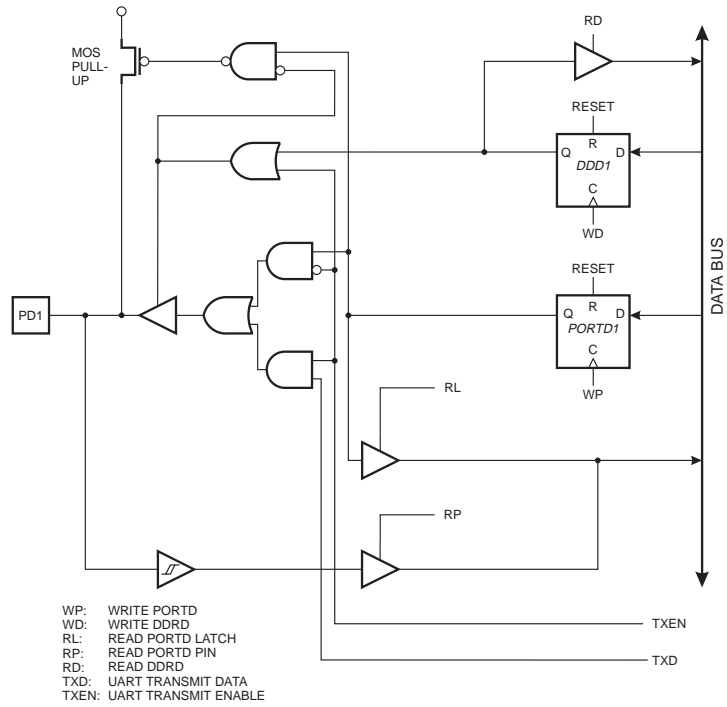 RD
MOS
PULL-
UP
RESET
R
Q D
DDD1
C
WD
DATA BUS
RESET
R
Q D
PORTD1
C
PD1
WP
RL
RP
WP: WRITE PORTD
WD: WRITE DDRD
RL: READ PORTD LATCH
RP: READ PORTD PIN
RD: READ DDRD
TXD: UART TRANSMIT DATA
TXEN: UART TRANSMIT ENABLE
TXEN
TXD